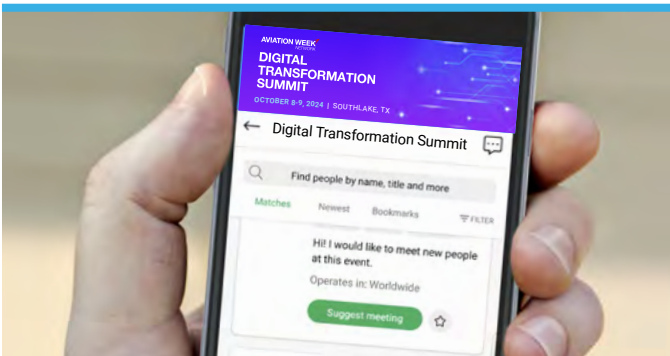 AVIATION WEEK
NETWORK
DIGITAL
TRANSFORMATION
SUMMIT
OCTOBER 8-9, 2024 | SOUTHLAKE, TX
Digital Transformation Summit
Find people by name, title and more
Matches Newest Bookmarks FILTER
Hi! I would like to meet new people
at this event.
Operates in: Worldwide
Suggest meeting